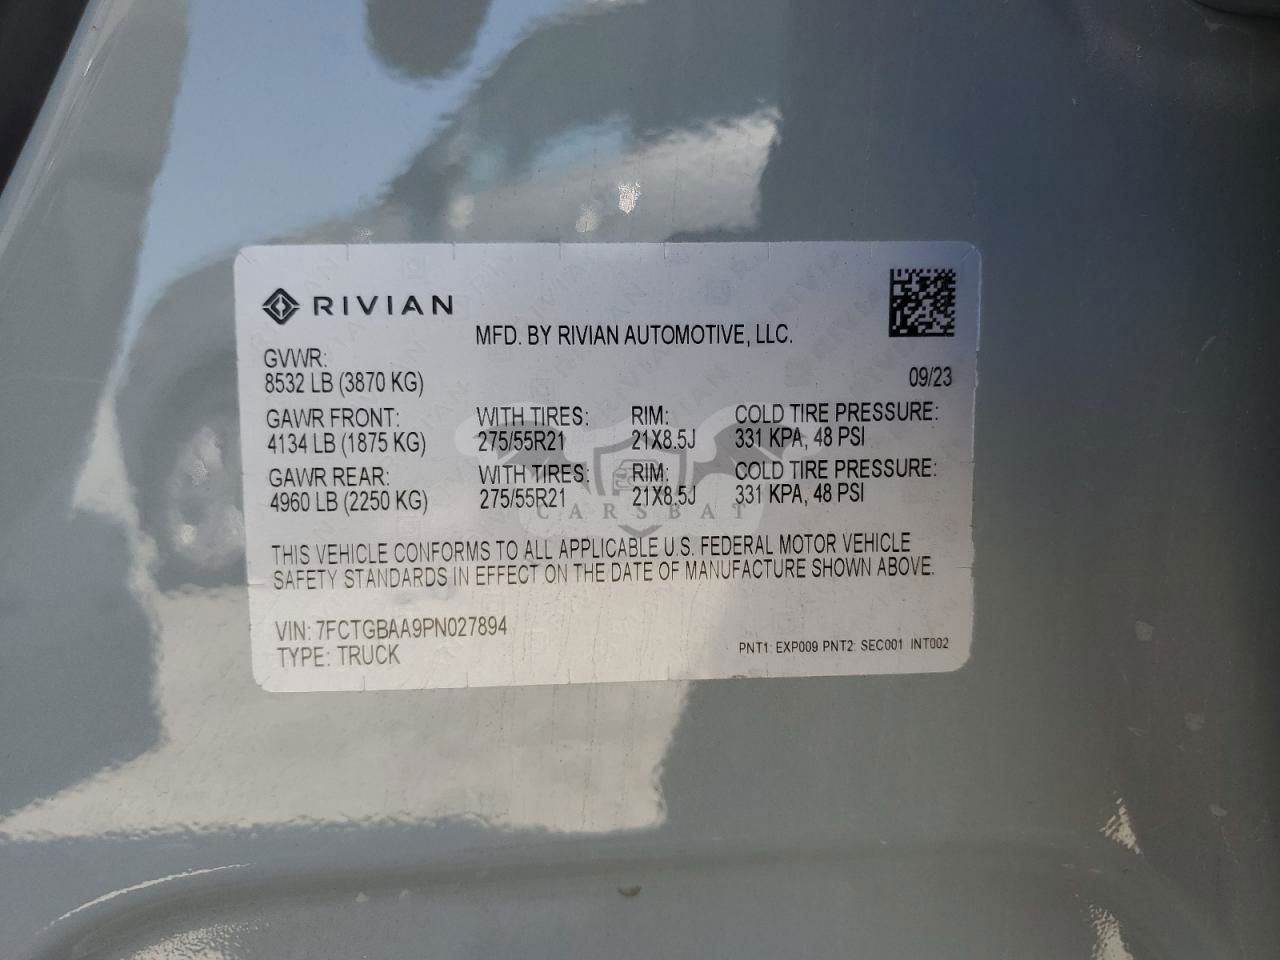 RIVIAN
MFD. BY RIVIAN AUTOMOTIVE, LLC.
GVWR:
8532 LB (3870 KG)
09/23
GAWR FRONT: WITH TIRES: RIM: COLD TIRE PRESSURE:
4134 LB (1875 KG) 275/55R21 21X8.5J 331 KPA, 48 PSI
GAWR REAR: WITH TIRES: RIM: COLD TIRE PRESSURE:
4960 LB (2250 KG) 275/55R21 21X8.5J 331 KPA, 48 PSI
CARSBAT
THIS VEHICLE CONFORMS TO ALL APPLICABLE U.S. FEDERAL MOTOR VEHICLE
SAFETY STANDARDS IN EFFECT ON THE DATE OF MANUFACTURE SHOWN ABOVE.
VIN: 7FCTGBAA9PN027894
TYPE: TRUCK
PNT1: EXP009 PNT2: SEC001 INT002